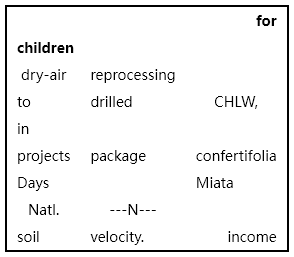 for
children
dry-air reprocessing
to drilled CHLW,
in
projects package confertifolia
Days Miata
Natl. ---N---
soil velocity. income